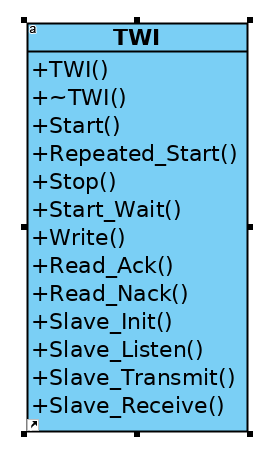 a
TWI
+TWI()
+~TWI()
+Start()
+Repeated_Start()
+Stop()
+Start_Wait()
+Write()
+Read_Ack()
+Read_Nack()
+Slave_Init()
+Slave_Listen()
+Slave_Transmit()
+Slave_Receive()